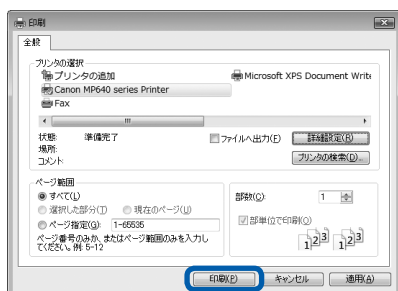 印刷
全般
プリンタの選択
プリンタの追加
Microsoft XPS Document Write
Canon MP640 series Printer
Fax
状態: 準備完了
ファイルへ出力(F)
詳細設定(R)
場所:
コメント:
プリンタの検索(D)...
ページ範囲
すべて(L)
選択した部分(T)
現在のページ(U)
ページ指定(G): 1-65535
ページ番号のみか、またはページ範囲のみを入力し
てください。例: 5-12
部数(C): 1
部単位で印刷(O)
1 2 3 1 2 3
印刷(P)
キャンセル
適用(A)